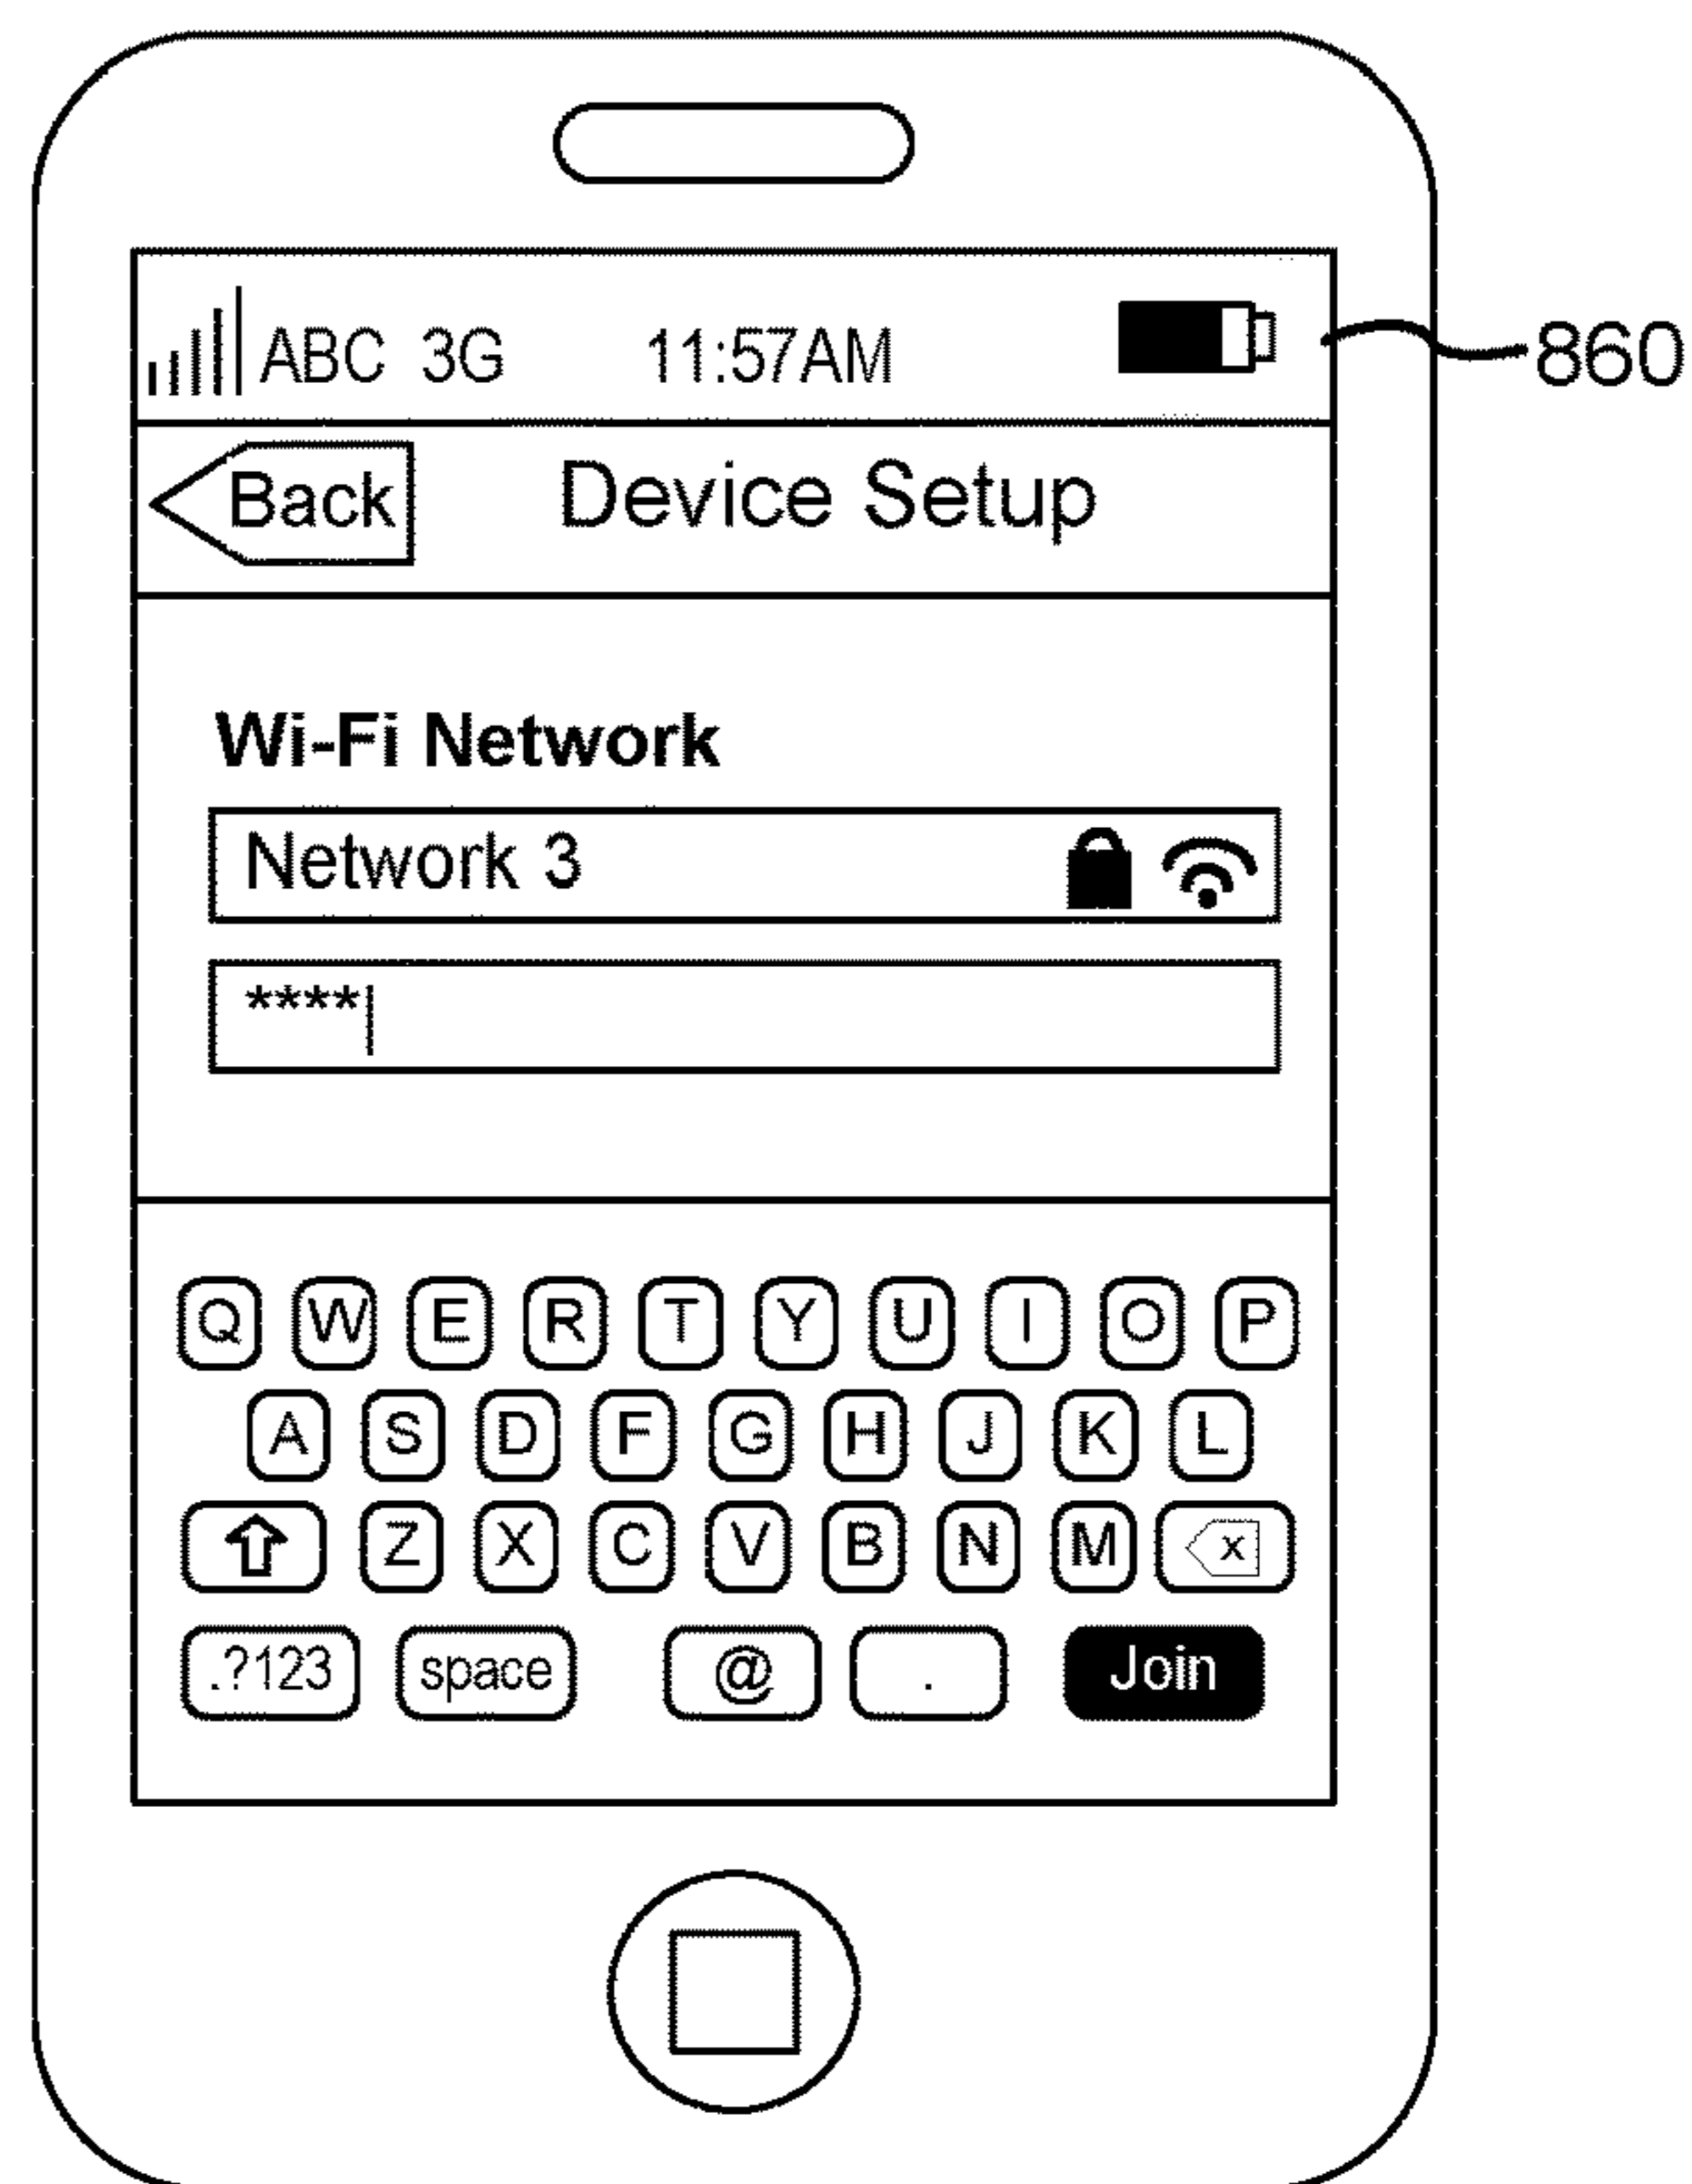 ABC 3G 11:57AM
860
Back Device Setup
Wi-Fi Network
Network 3
****
Q W E R T Y U I O P
A S D F G H J K L
Z X C V B N M x
.?123 space @ . Join